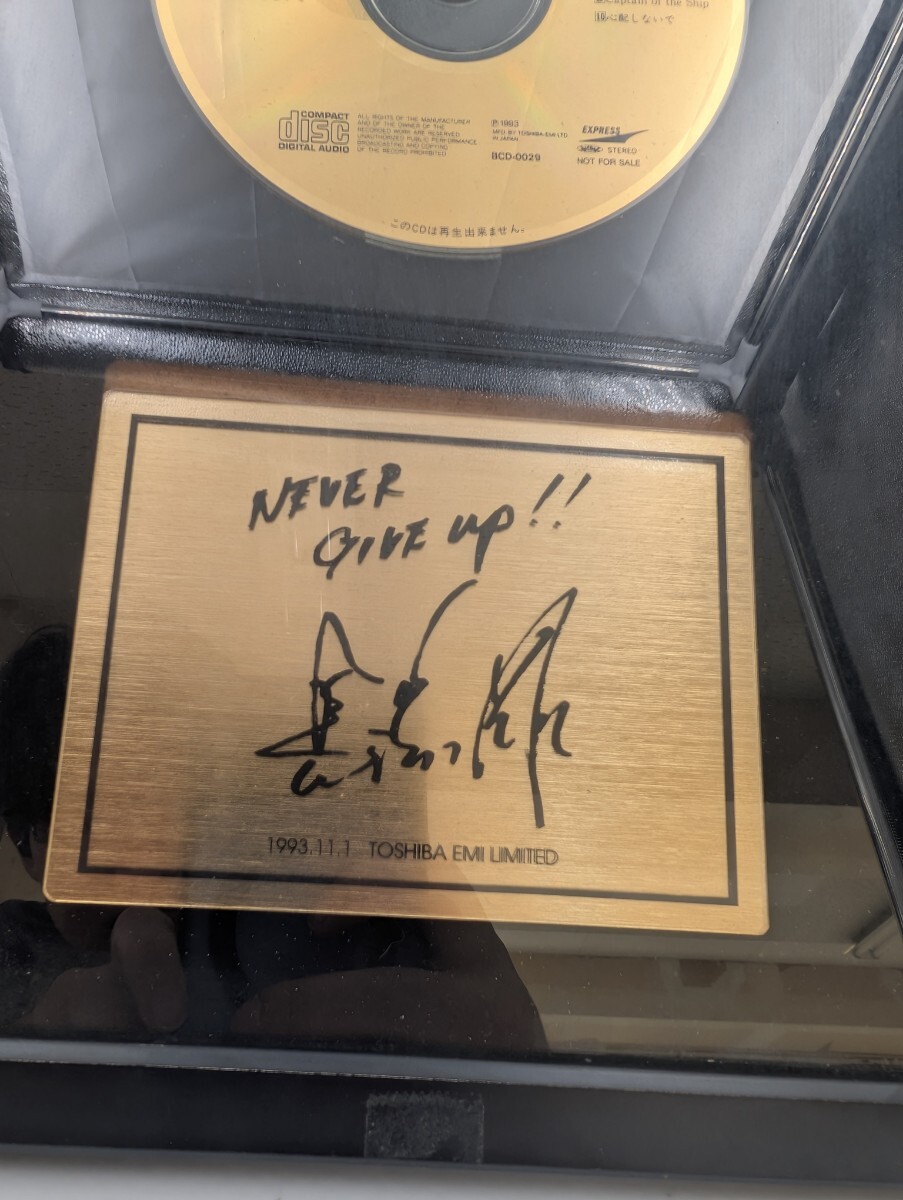 Captain of the Ship
10心配しないで
COMPACT
disc
DIGITAL AUDIO
ALL RIGHTS OF THE MANUFACTURER
AND OF THE OWNER OF THE
RECORDED WORK ARE RESERVED
UNAUTHORIZED PUBLIC PERFORMANCE
BROADCASTING AND COPYING
OF THE RECORD PROHIBITED
℗1993
MFD BY TOSHIBA-EMI LTD
IN JAPAN
BCD-0029
EXPRESS
STEREO
NOT FOR SALE
このCDは再生出来ません。
NEVER
GIVE UP!!
1993.11.1 TOSHIBA EMI LIMITED